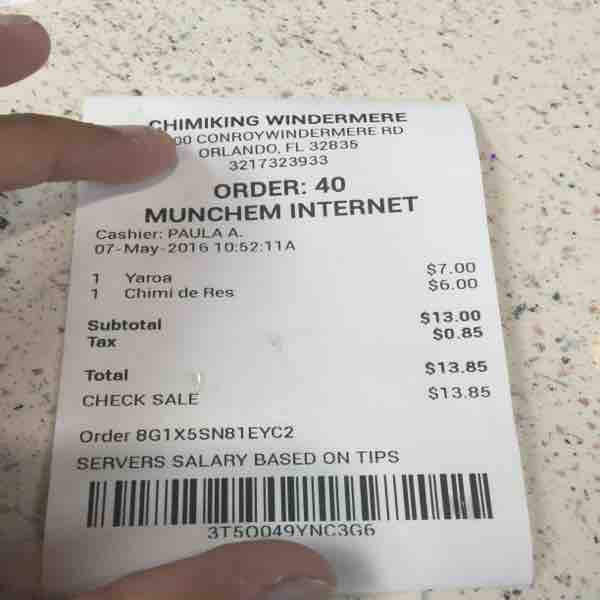 CHIMIKING WINDERMERE
00 CONROYWINDERMERE RD
ORLANDO, FL 32835
3217323933
ORDER: 40
MUNCHEM INTERNET
Cashier: PAULA A.
07-May-2016 10:52:11A
1 Yaroa $7.00
1 Chimi de Res $6.00
Subtotal $13.00
Tax $0.85
Total $13.85
CHECK SALE $13.85
Order 8G1X5SN81EYC2
SERVERS SALARY BASED ON TIPS
3T5O049YNC3G6